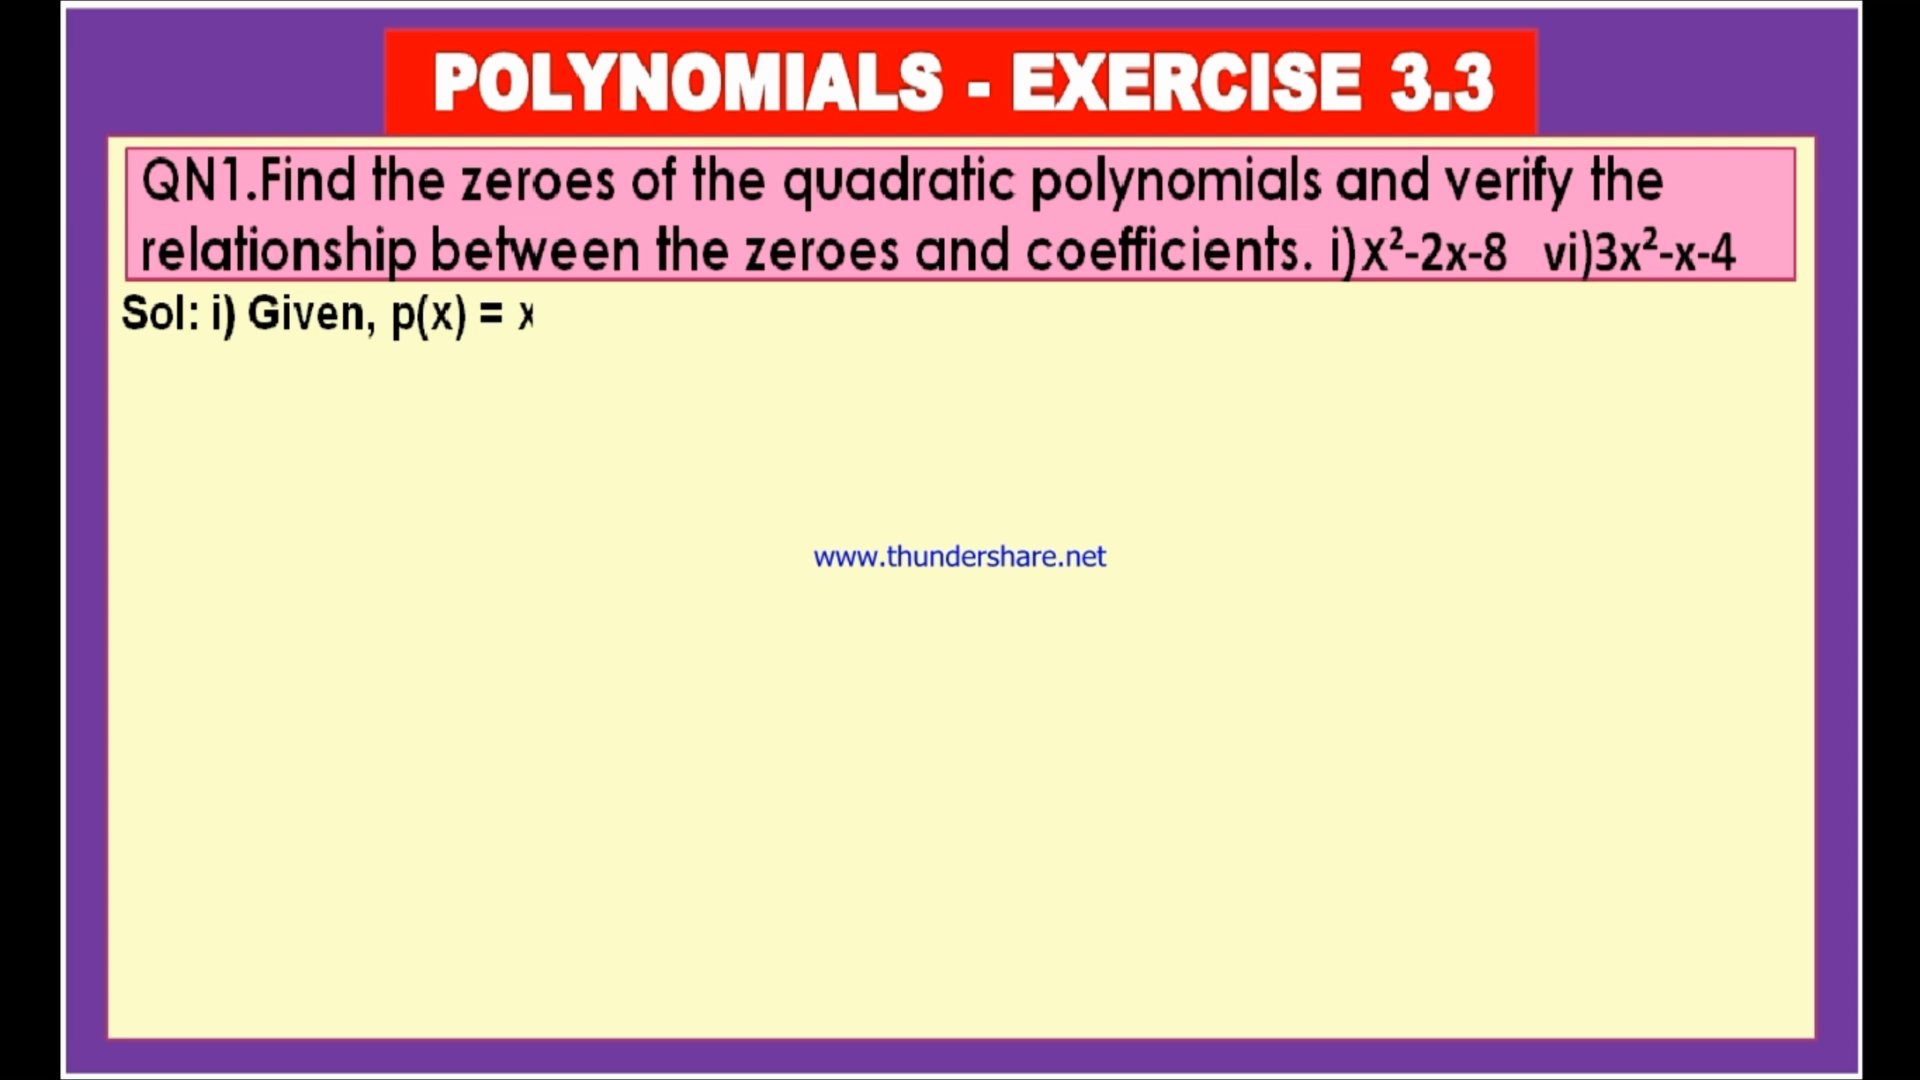 POLYNOMIALS - EXERCISE 3.3
QN1.Find the zeroes of the quadratic polynomials and verify the
relationship between the zeroes and coefficients. i)x²-2x-8 vi)3x²-x-4
Sol: i) Given, p(x) = x
www.thundershare.net